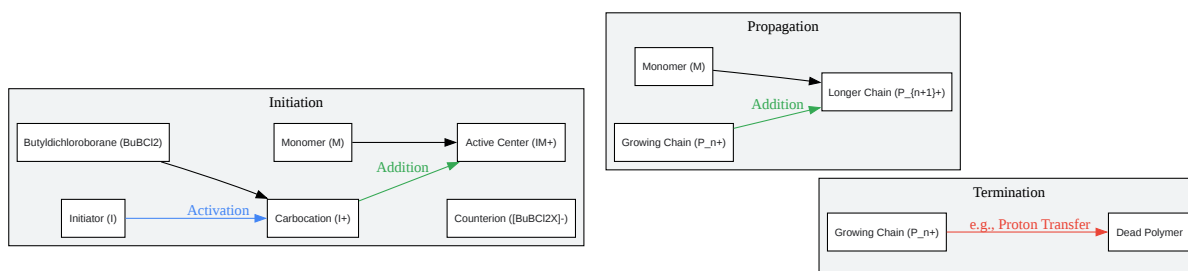 Initiation
Butyldichloroborane (BuBCl2)
Monomer (M)
Active Center (IM+)
Addition
Initiator (I)
Activation
Carbocation (I+)
Counterion ([BuBCl2X]-)
Propagation
Monomer (M)
Longer Chain (P_{n+1}+)
Addition
Growing Chain (P_n+)
Termination
Growing Chain (P_n+)
e.g., Proton Transfer
Dead Polymer